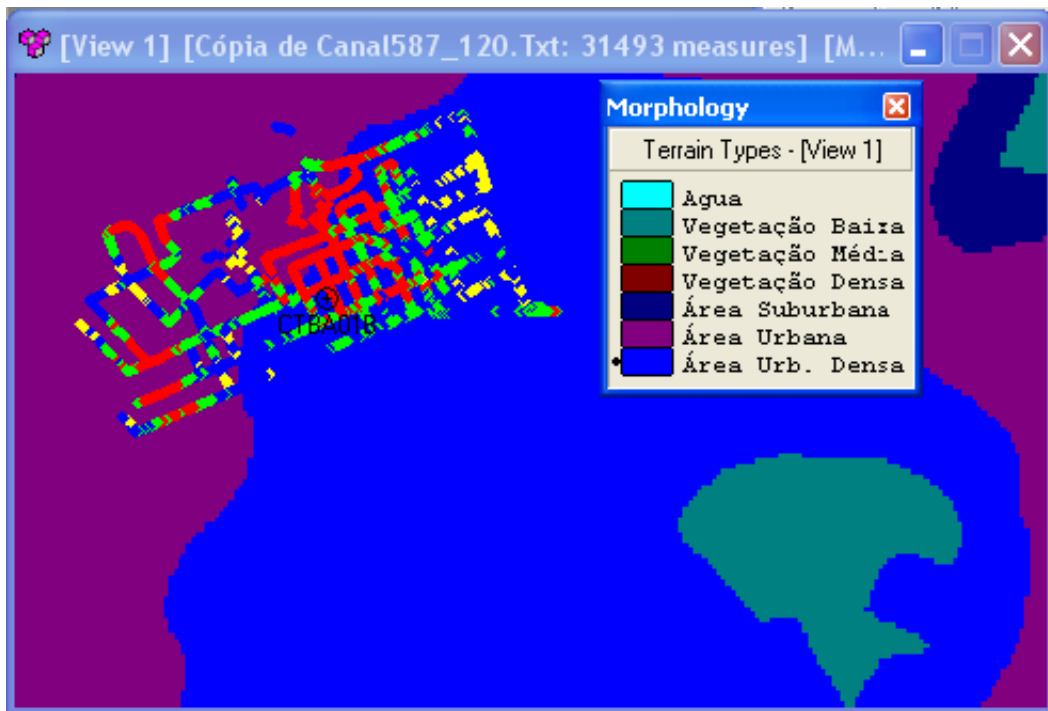 [View 1] [Cópia de Canal587_120.Txt: 31493 measures] [M...
Morphology
Terrain Types - [View 1]
Agua
Vegetação Baixa
Vegetação Média
Vegetação Densa
Área Suburbana
Área Urbana
Área Urb. Densa